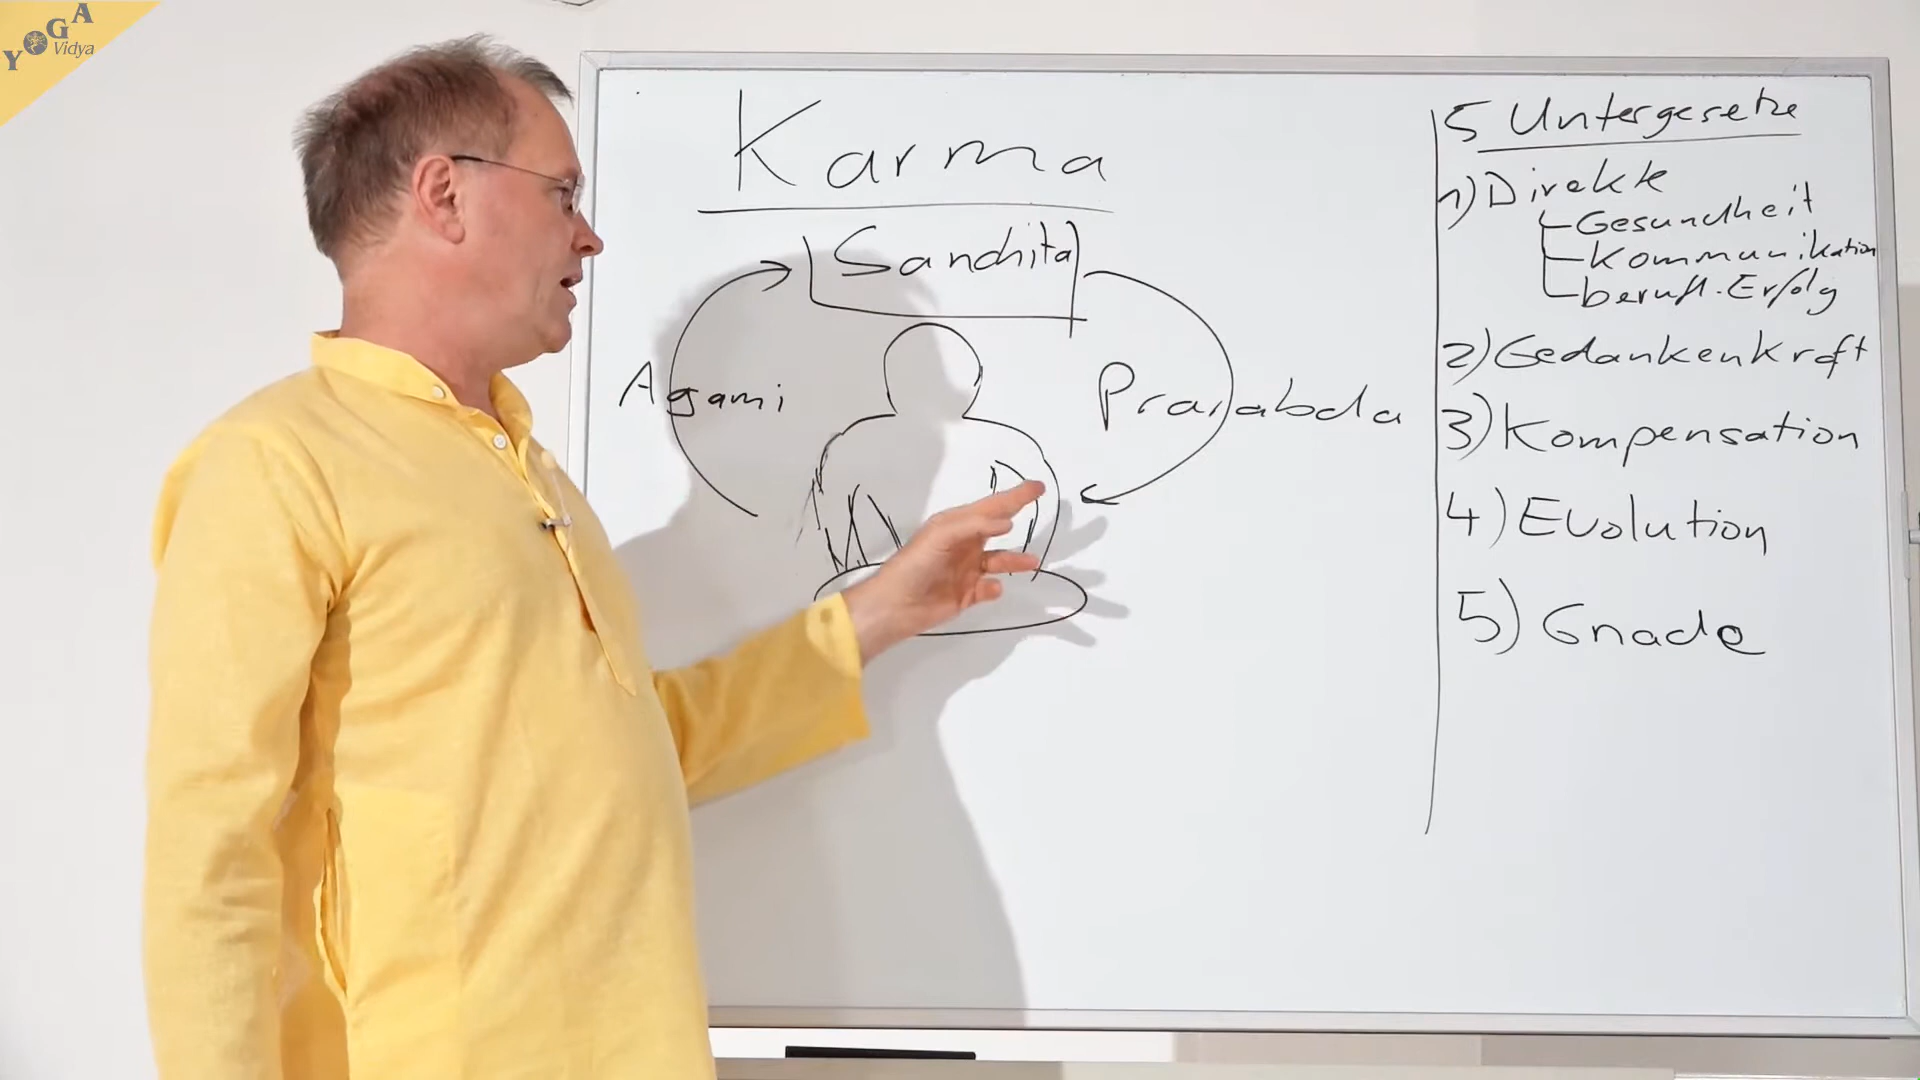 YOGA
Vidya
Karma
Sanchita
Agami
Prarabda
5 Untergesetze
1) Direkte
Gesundheit
Kommunikation
berufl. Erfolg
2) Gedankenkraft
3) Kompensation
4) Evolution
5) Gnade